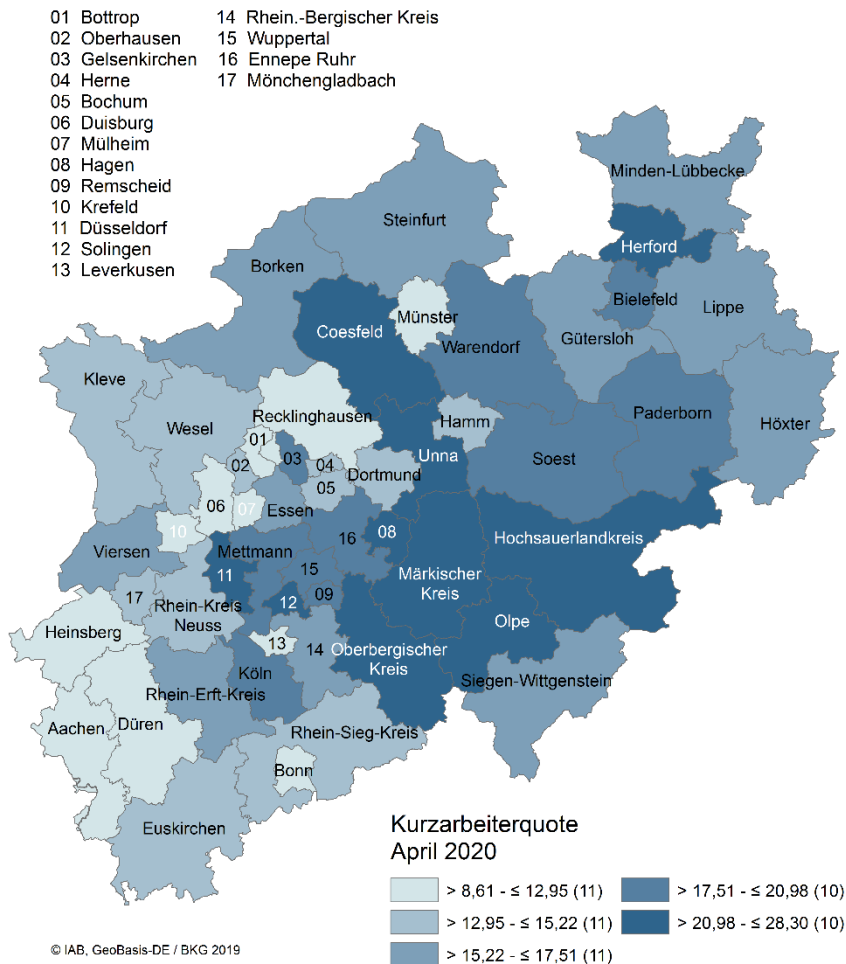 01 Bottrop
02 Oberhausen
03 Gelsenkirchen
04 Herne
05 Bochum
06 Duisburg
07 Mülheim
08 Hagen
09 Remscheid
10 Krefeld
11 Düsseldorf
12 Solingen
13 Leverkusen
14 Rhein.-Bergischer Kreis
15 Wuppertal
16 Ennepe Ruhr
17 Mönchengladbach
Minden-Lübbecke
Steinfurt
Herford
Borken
Bielefeld
Lippe
Münster
Coesfeld
Warendorf
Gütersloh
Kleve
Recklinghausen
Paderborn
Wesel
Hamm
Höxter
01
02
03
04
Unna
Soest
Dortmund
05
06
07
Essen
10
16
08
Hochsauerlandkreis
Viersen
Mettmann
11
15
Märkischer
Kreis
09
17
Rhein-Kreis
Neuss
12
Olpe
Heinsberg
13
14
Oberbergischer
Kreis
Köln
Siegen-Wittgenstein
Rhein-Erft-Kreis
Aachen
Düren
Rhein-Sieg-Kreis
Bonn
Euskirchen
Kurzarbeiterquote
April 2020
> 8,61 - ≤ 12,95 (11)
> 12,95 - ≤ 15,22 (11)
> 15,22 - ≤ 17,51 (11)
> 17,51 - ≤ 20,98 (10)
> 20,98 - ≤ 28,30 (10)
© IAB, GeoBasis-DE / BKG 2019